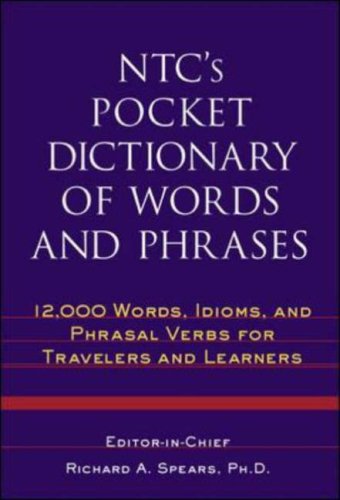 NTC's
POCKET
DICTIONARY
OF WORDS
AND PHRASES
12,000 WORDS, IDIOMS, AND
PHRASAL VERBS FOR
TRAVELERS AND LEARNERS
EDITOR-IN-CHIEF
RICHARD A. SPEARS, PH.D.